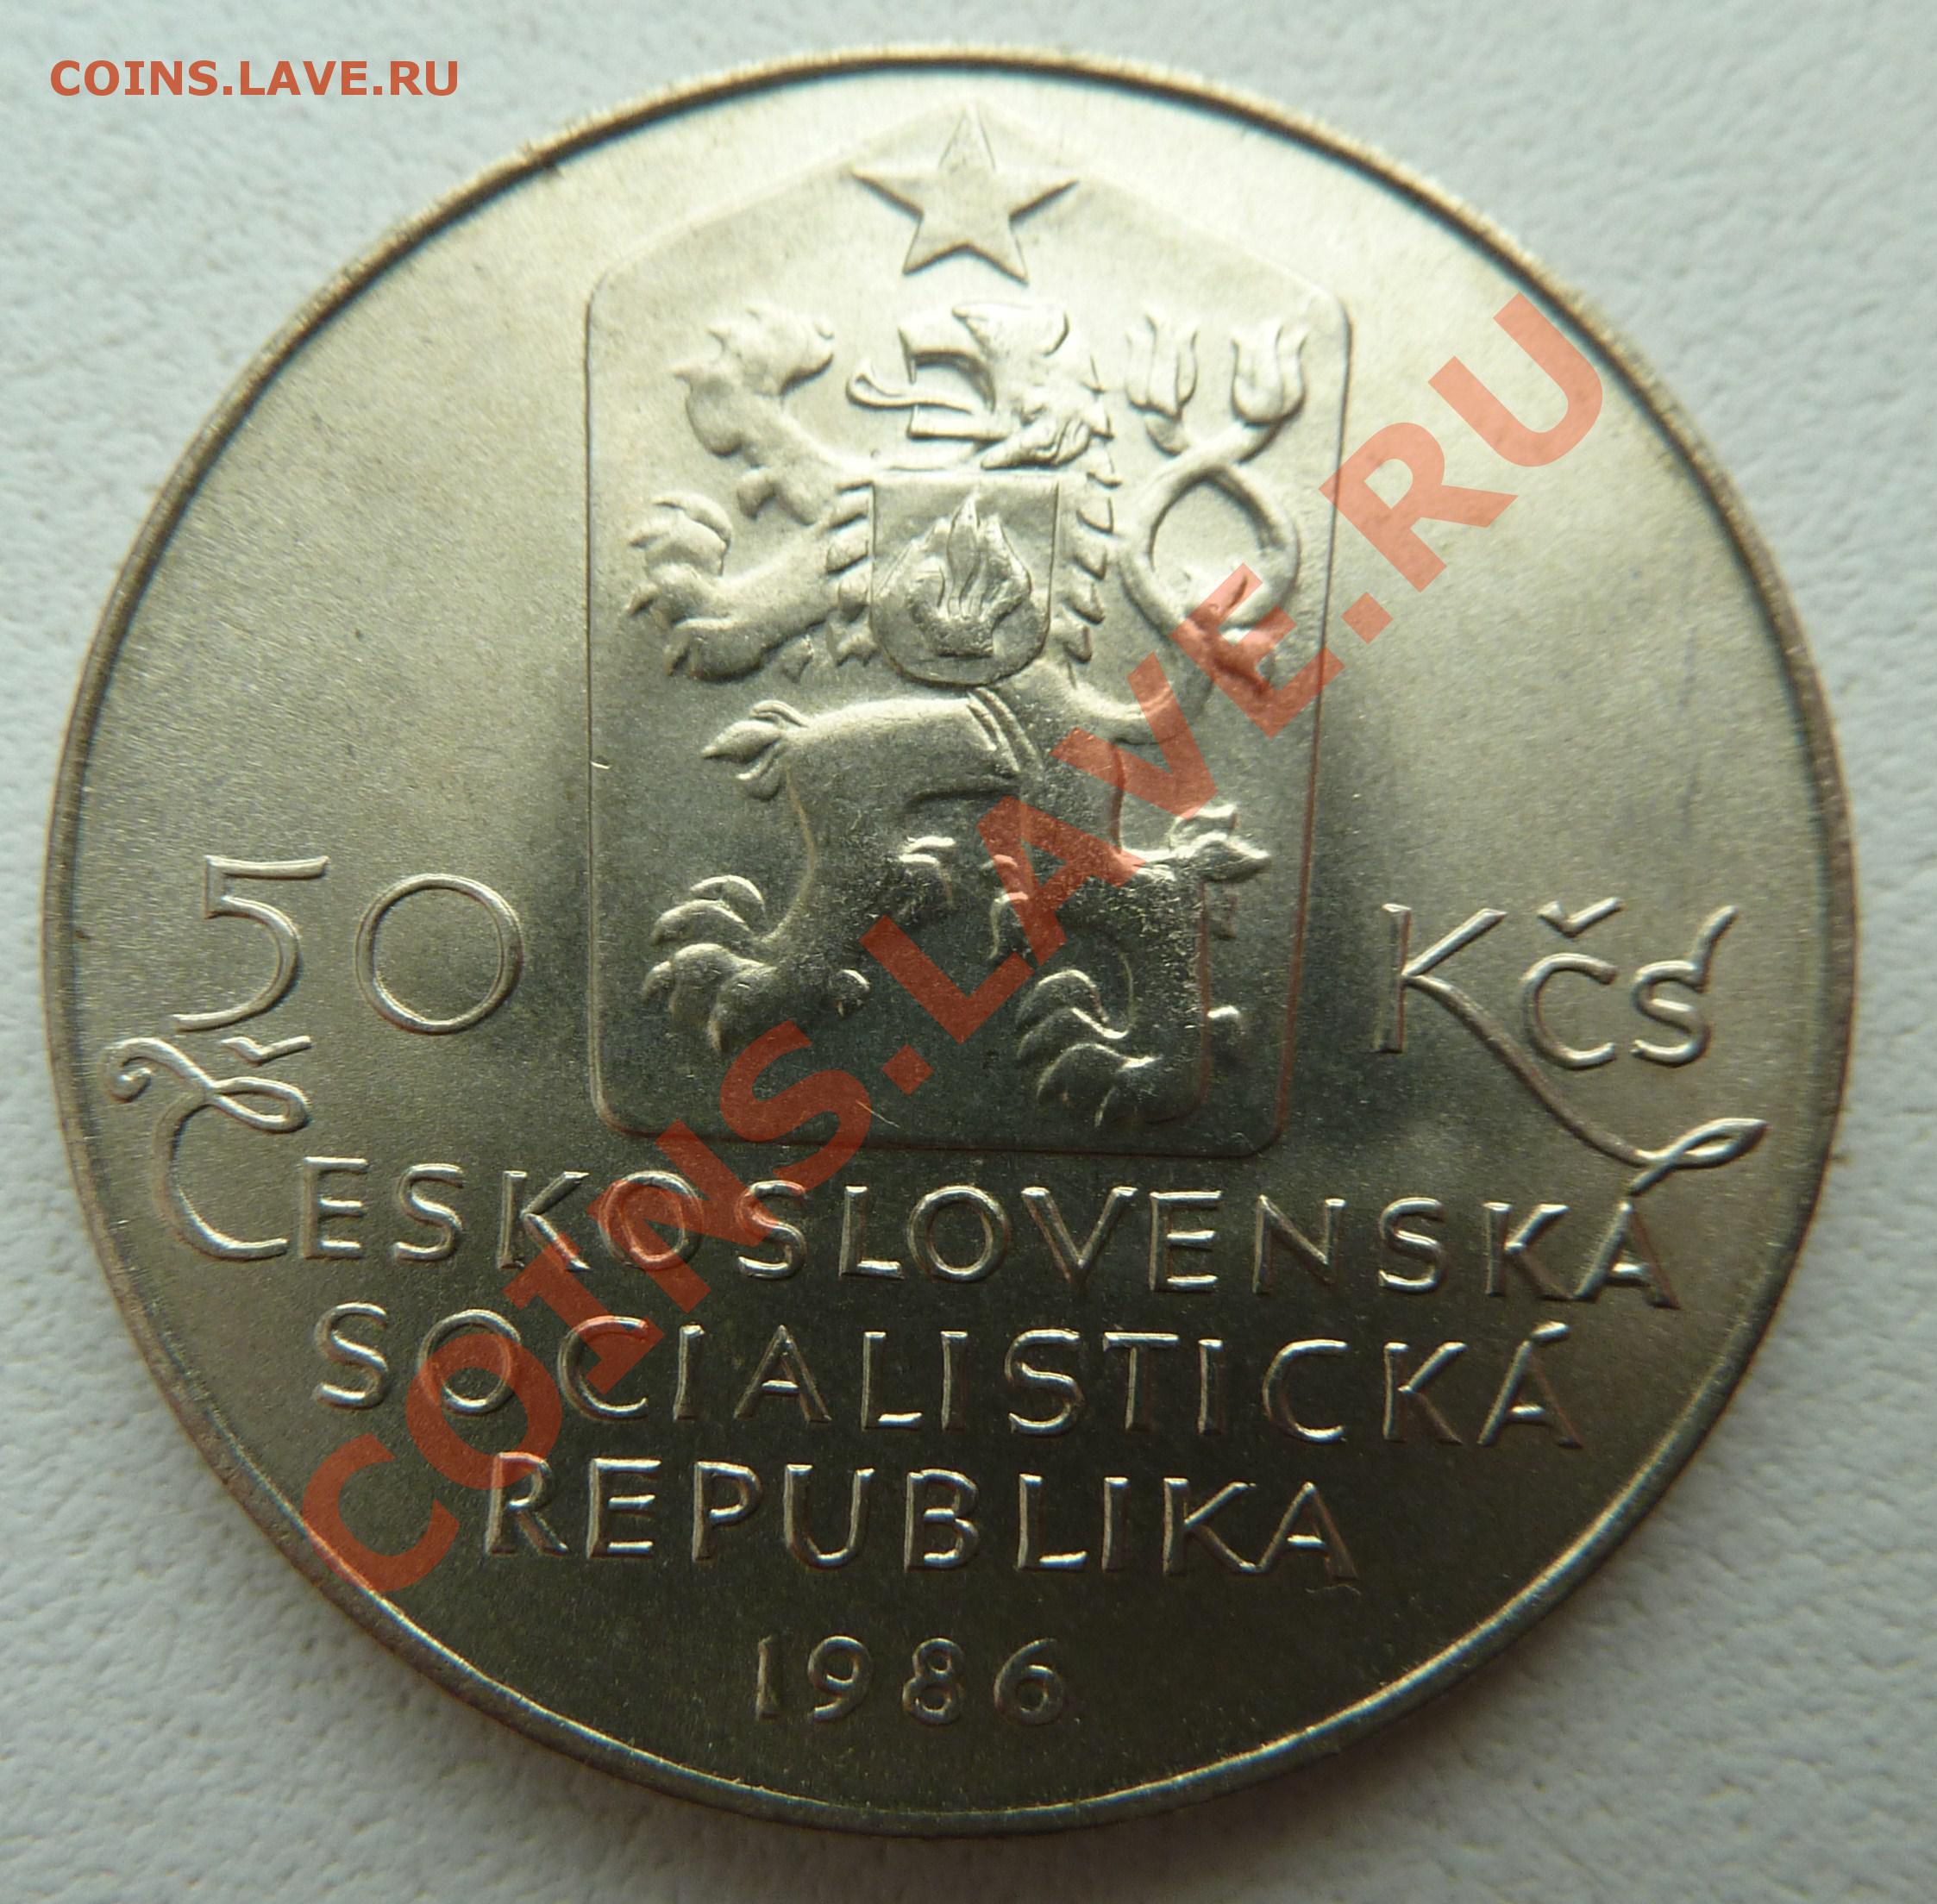 COINS.LAVE.RU
50 Kčs
ČESKOSLOVENSKÁ
SOCIALISTICKÁ
REPUBLIKA
1986
COINS.LAVE.RU